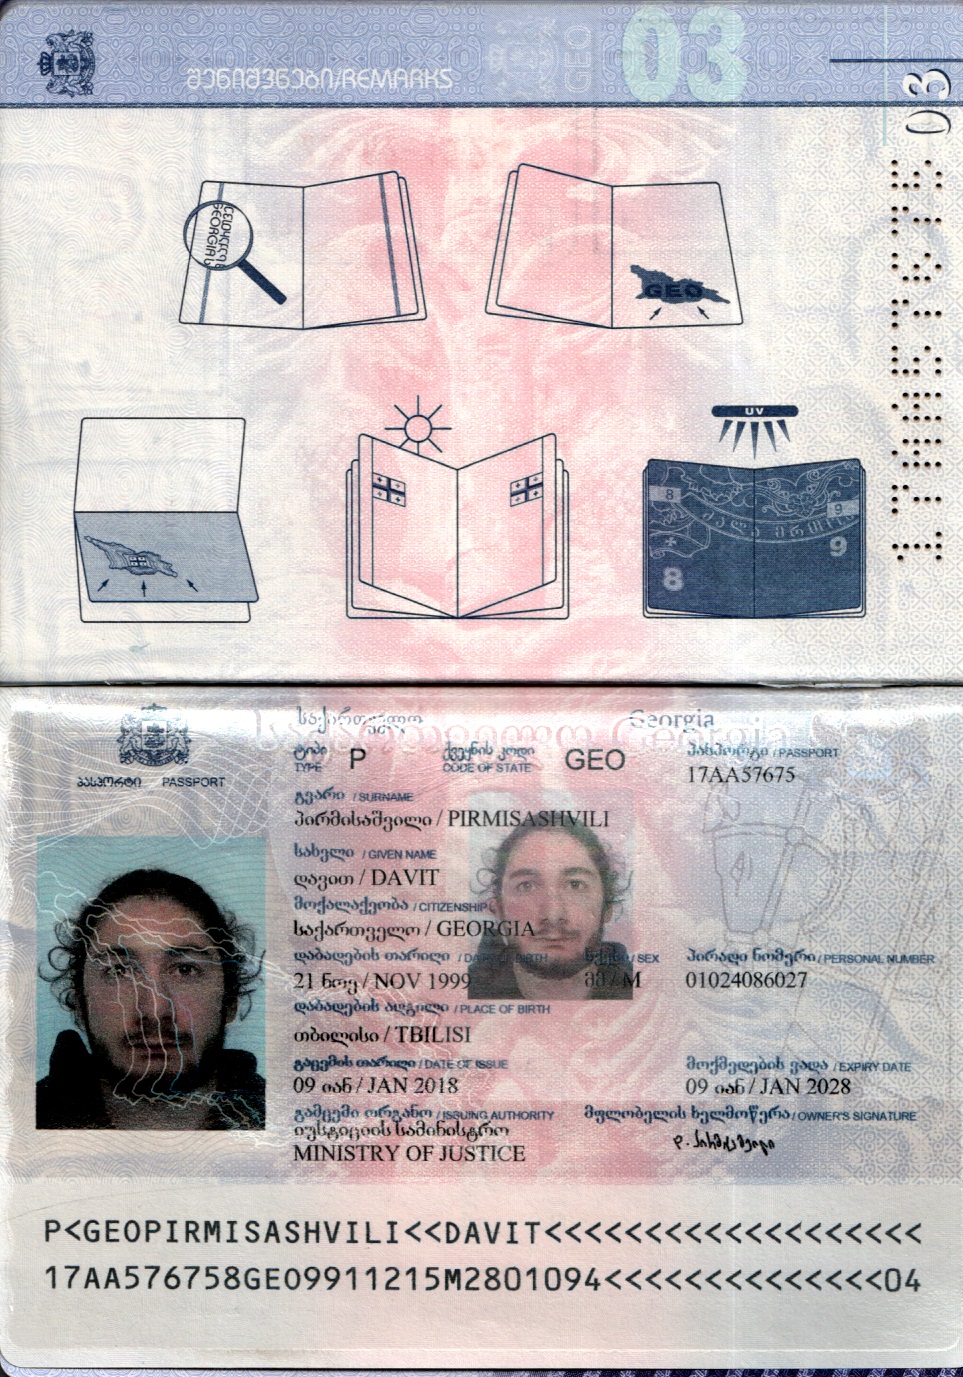 შენიშვნები/REMARKS
GEO
03
03
GEORGIA
GEO
UV
8
9
8
9
17AA57675
საქართველო
Georgia
საქართველო Georgia
პასპორტი PASSPORT
ტიპი
TYPE
P
ქვეყნის კოდი
CODE OF STATE
GEO
პასპორტი / PASSPORT
17AA57675
გვარი / SURNAME
პირმისაშვილი / PIRMISASHVILI
სახელი / GIVEN NAME
დავით / DAVIT
მოქალაქეობა / CITIZENSHIP
საქართველო / GEORGIA
დაბადების თარიღი / DATE OF BIRTH
სქესი / SEX
პირადი ნომერი / PERSONAL NUMBER
21 ნოე / NOV 1999
მმ / M
01024086027
დაბადების ადგილი / PLACE OF BIRTH
თბილისი / TBILISI
გაცემის თარიღი / DATE OF ISSUE
მოქმედების ვადა / EXPIRY DATE
09 იან / JAN 2018
09 იან / JAN 2028
გამცემი ორგანო / ISSUING AUTHORITY
მფლობელის ხელმოწერა / OWNER'S SIGNATURE
იუსტიციის სამინისტრო
MINISTRY OF JUSTICE
P<GEOPIRMISASHVILI<<DAVIT<<<<<<<<<<<<<<<<<<<
17AA576758GEO9911215M2801094<<<<<<<<<<<<<<04